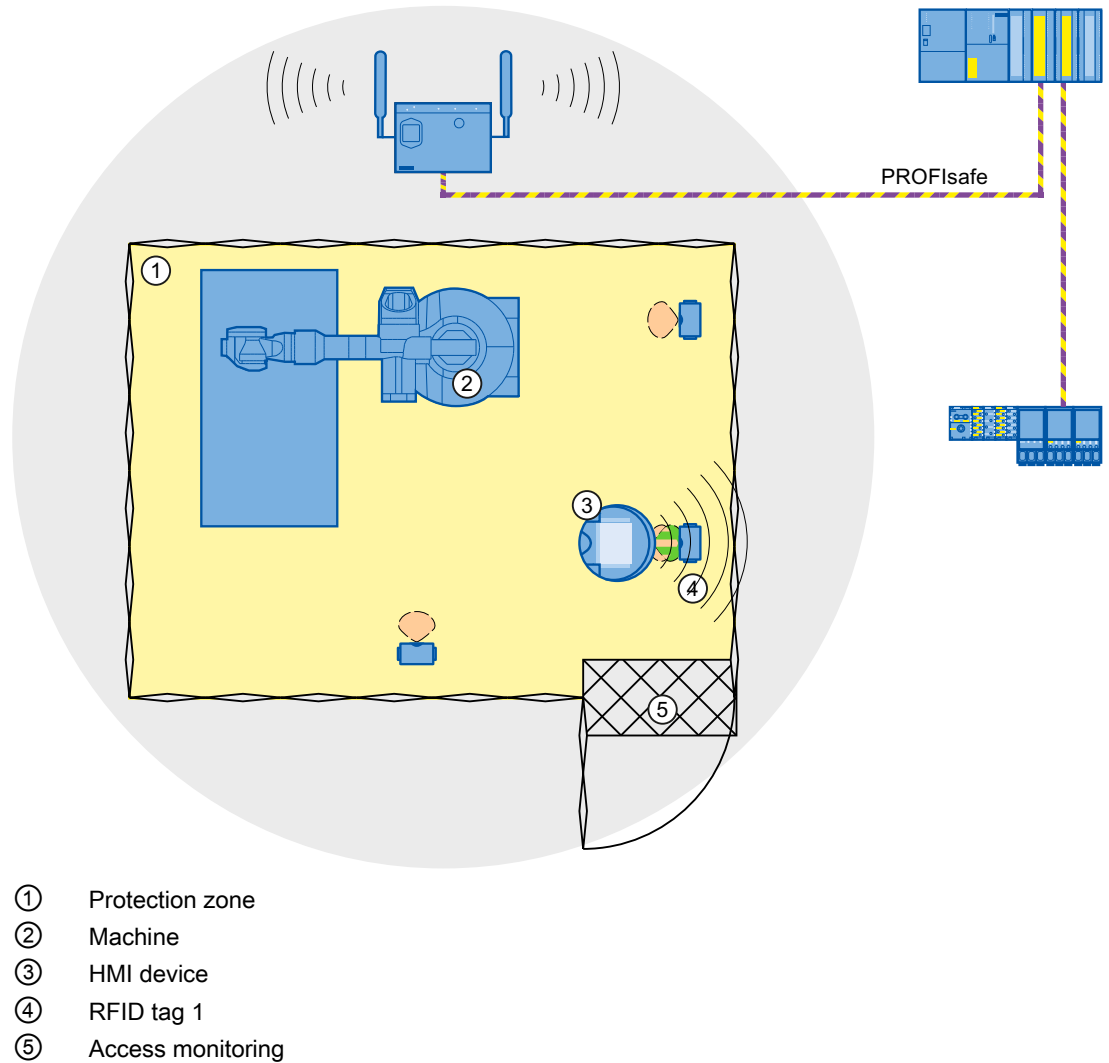 PROFIsafe
1
2
3
4
5
① Protection zone
② Machine
③ HMI device
④ RFID tag 1
⑤ Access monitoring